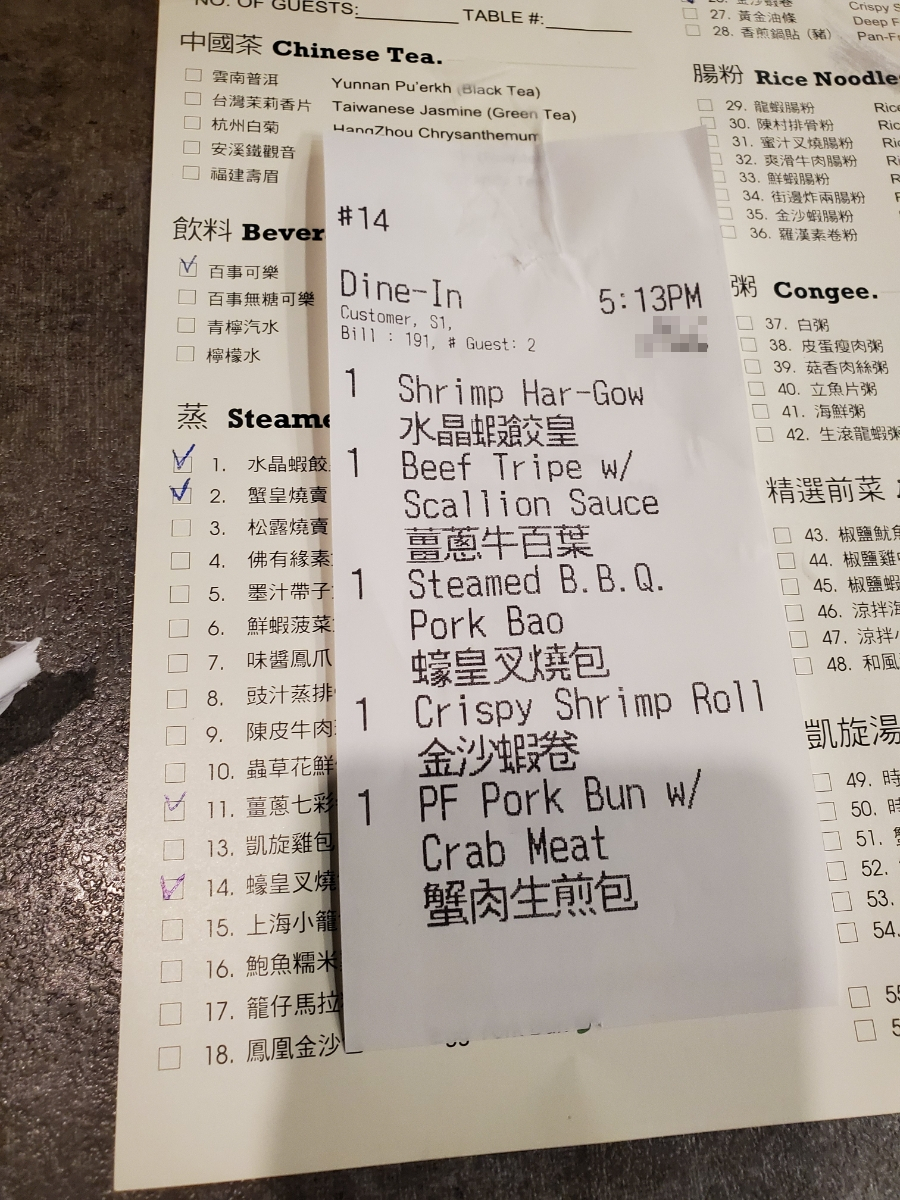 NO. OF GUESTS:
TABLE #:
中國茶 Chinese Tea.
雲南普洱 Yunnan Pu'erkh (Black Tea)
台灣茉莉香片 Taiwanese Jasmine (Green Tea)
杭州白菊 HangZhou Chrysanthemum
安溪鐵觀音
福建壽眉
飲料 Bever
百事可樂
百事無糖可樂
青檸汽水
檸檬水
蒸 Steame
1. 水晶蝦餃
2. 蟹皇燒賣
3. 松露燒賣
4. 佛有緣素
5. 墨汁帶子
6. 鮮蝦菠菜
7. 味醬鳳爪
8. 豉汁蒸排
9. 陳皮牛肉
10. 蟲草花鮮
11. 薑蔥七彩
13. 凱旋雞包
14. 蠔皇叉燒
15. 上海小籠
16. 鮑魚糯米
17. 籠仔馬拉
18. 鳳凰金沙
#14
Dine-In 5:13PM
Customer, S1,
Bill : 191, # Guest: 2
1 Shrimp Har-Gow
水晶蝦餃皇
1 Beef Tripe w/
Scallion Sauce
薑蔥牛百葉
1 Steamed B.B.Q.
Pork Bao
蠔皇叉燒包
1 Crispy Shrimp Roll
金沙蝦卷
1 PF Pork Bun w/
Crab Meat
蟹肉生煎包
金沙蝦卷 Crispy S
27. 黃金油條 Deep F
28. 香煎鍋貼 (豬) Pan-Fr
腸粉 Rice Noodle
29. 龍蝦腸粉 Rice
30. 陳村排骨粉 Ric
31. 蜜汁叉燒腸粉 Ric
32. 爽滑牛肉腸粉 Ri
33. 鮮蝦腸粉 R
34. 街邊炸兩腸粉
35. 金沙蝦腸粉
36. 羅漢素卷粉
粥 Congee.
37. 白粥
38. 皮蛋瘦肉粥
39. 菇香肉絲粥
40. 立魚片粥
41. 海鮮粥
42. 生滾龍蝦粥
精選前菜
43. 椒鹽魷魚
44. 椒鹽雞
45. 椒鹽蝦
46. 涼拌海
47. 涼拌
48. 和風
凱旋湯
49. 時
50. 時
51. 蟹
52.
53.
54.
55
5